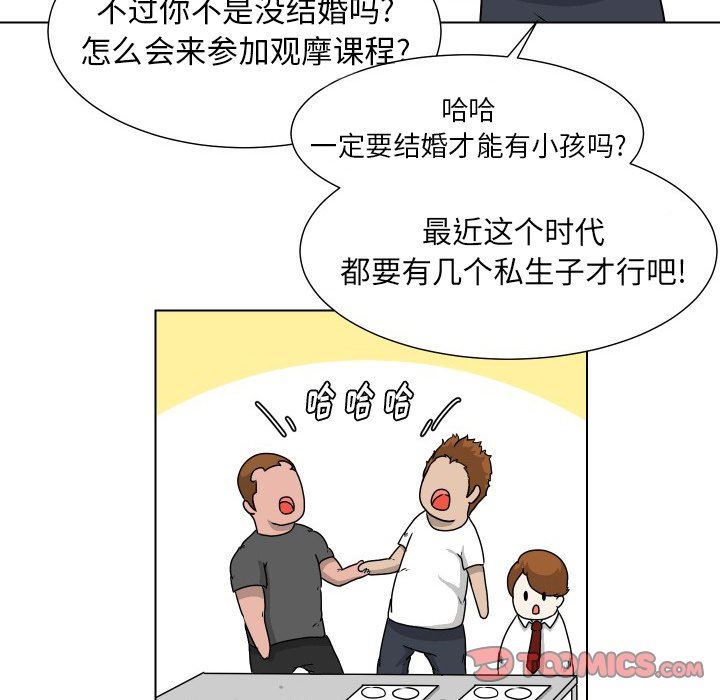 不过你不是没结婚吗?
怎么会来参加观摩课程?
哈哈
一定要结婚才能有小孩吗?
最近这个时代
都要有几个私生子才行吧!
哈哈哈
TOOMICS.COM